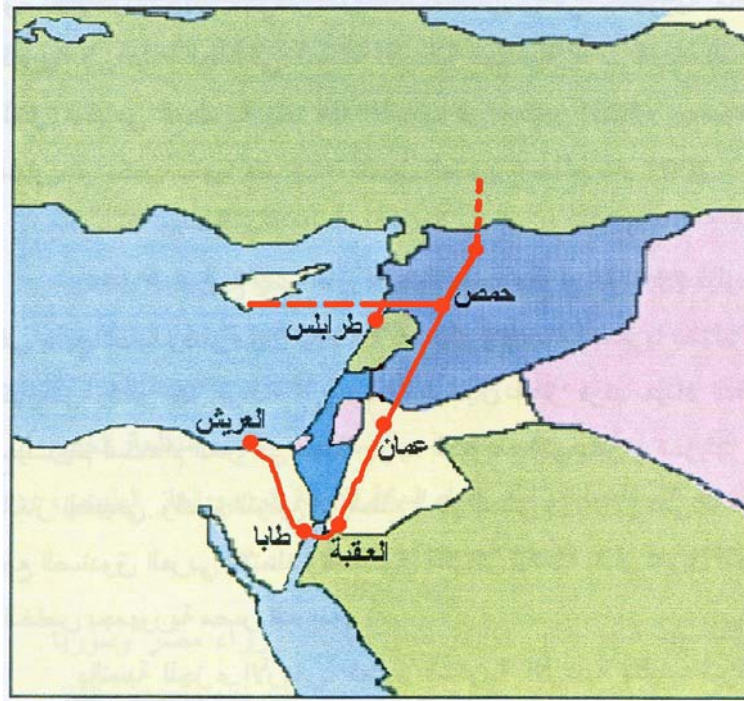 حمص
طرابلس
العريش
عمان
طابا
العقبة